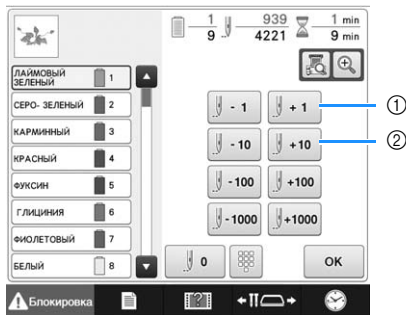 1
9
939
4221
1 min
9 min
ЛАЙМОВЫЙ ЗЕЛЕНЫЙ 1
СЕРО- ЗЕЛЕНЫЙ 2
КАРМИННЫЙ 3
КРАСНЫЙ 4
ФУКСИН 5
ГЛИЦИНИЯ 6
ФИОЛЕТОВЫЙ 7
БЕЛЫЙ 8
- 1
+ 1
①
- 10
+ 10
②
- 100
+100
- 1000
+1000
0
OK
Блокировка